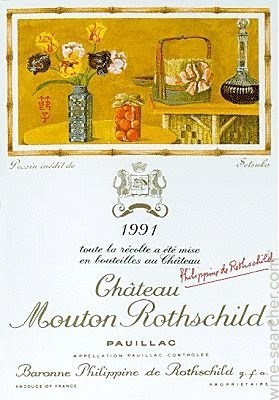 Dessin inédit de Setsuko
1991
toute la récolte a été mise
en bouteilles au Château
Philippine de Rothschild
Château
Mouton Rothschild
PAUILLAC
APPELLATION PAUILLAC CONTROLÉE
Baronne Philippine de Rothschild g.f.a.
PRODUCE OF FRANCE PROPRIÉTAIRE
wine-searcher.com